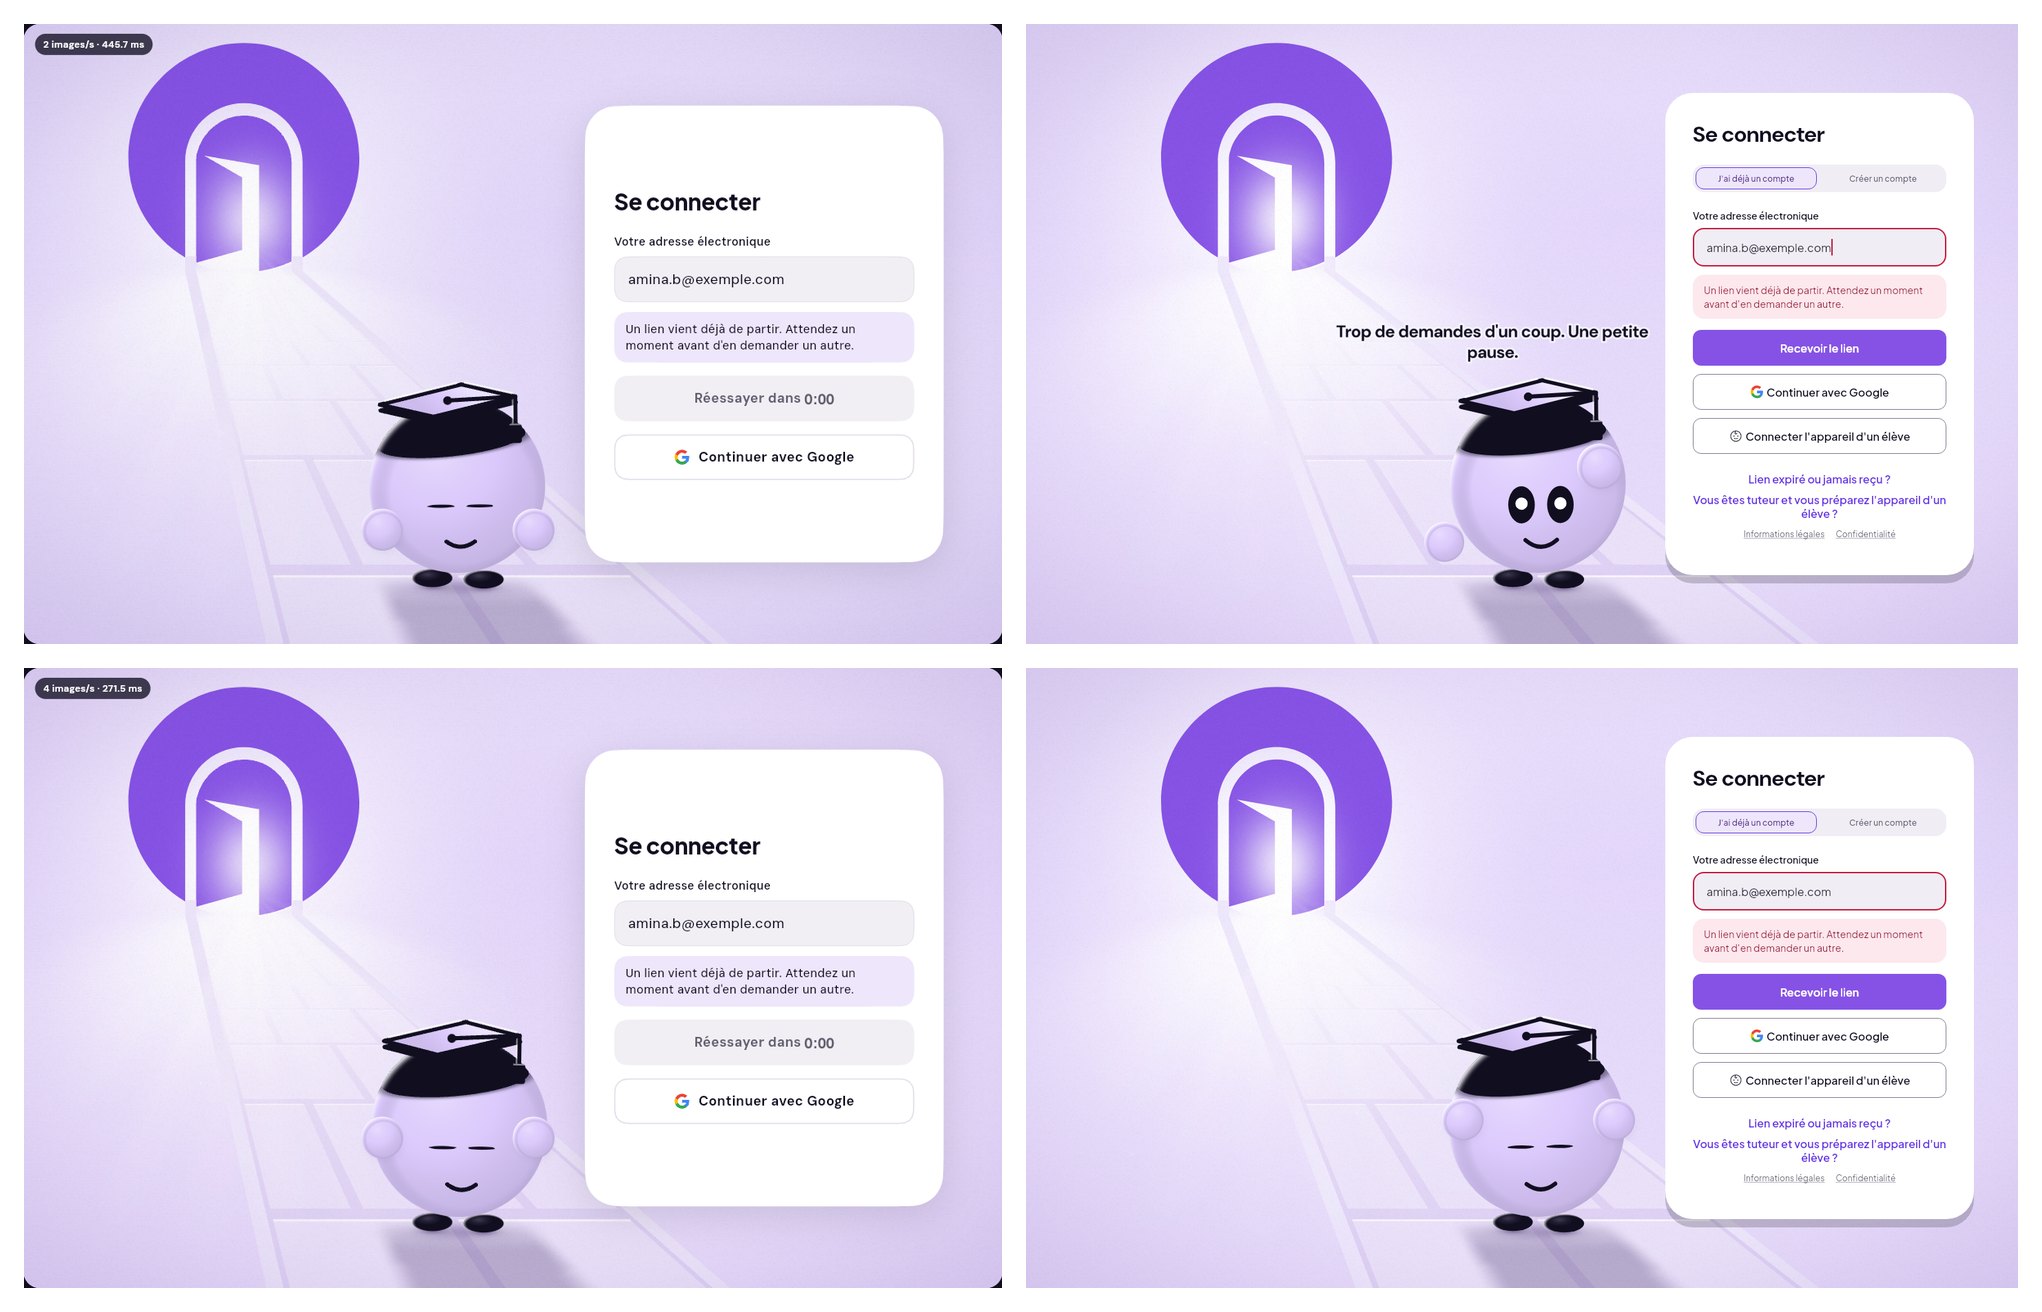 2 images/s · 445.7 ms
Se connecter
Votre adresse électronique
amina.b@exemple.com
Un lien vient déjà de partir. Attendez un
moment avant d'en demander un autre.
Réessayer dans 0:00
Continuer avec Google
Trop de demandes d'un coup. Une petite
pause.
Se connecter
J'ai déjà un compte
Créer un compte
Votre adresse électronique
amina.b@exemple.com
Un lien vient déjà de partir. Attendez un moment
avant d'en demander un autre.
Recevoir le lien
Continuer avec Google
Connecter l'appareil d'un élève
Lien expiré ou jamais reçu ?
Vous êtes tuteur et vous préparez l'appareil d'un
élève ?
Informations légales
Confidentialité
4 images/s · 271.5 ms
Se connecter
Votre adresse électronique
amina.b@exemple.com
Un lien vient déjà de partir. Attendez un
moment avant d'en demander un autre.
Réessayer dans 0:00
Continuer avec Google
Se connecter
J'ai déjà un compte
Créer un compte
Votre adresse électronique
amina.b@exemple.com
Un lien vient déjà de partir. Attendez un moment
avant d'en demander un autre.
Recevoir le lien
Continuer avec Google
Connecter l'appareil d'un élève
Lien expiré ou jamais reçu ?
Vous êtes tuteur et vous préparez l'appareil d'un
élève ?
Informations légales
Confidentialité